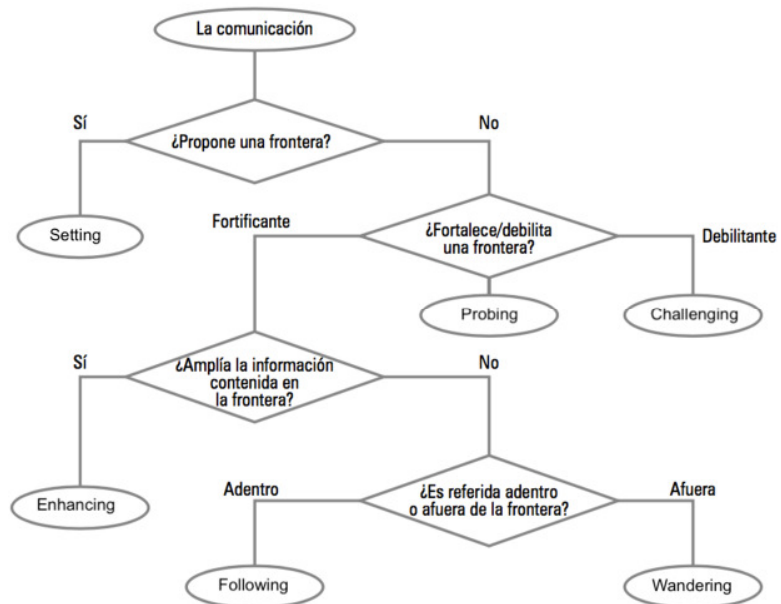 La comunicación
Sí
No
¿Propone una frontera?
Setting
Fortificante
¿Fortalece/debilita
una frontera?
Debilitante
Probing
Challenging
Sí
¿Amplía la información
contenida en
la frontera?
No
Enhancing
Adentro
¿Es referida adentro
o afuera de la frontera?
Afuera
Following
Wandering